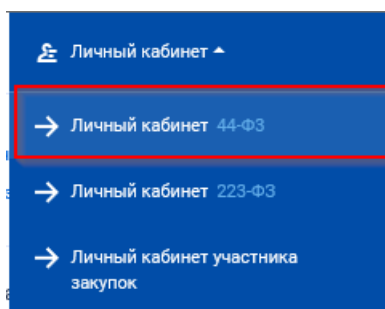 Личный кабинет
Личный кабинет 44-ФЗ
Личный кабинет 223-ФЗ
Личный кабинет участника
закупок